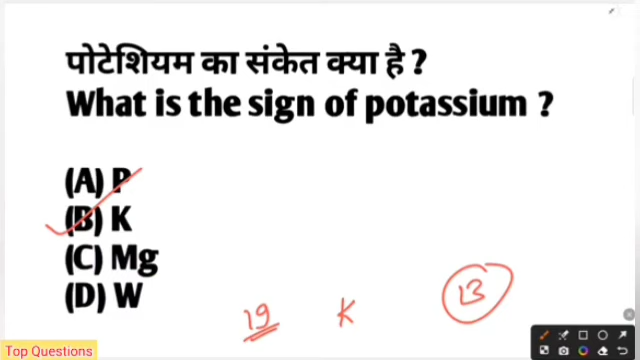 पोटेशियम का संकेत क्या है ?
What is the sign of potassium ?
(A) P
(B) K
(C) Mg
(D) W
19 K 13
Top Questions